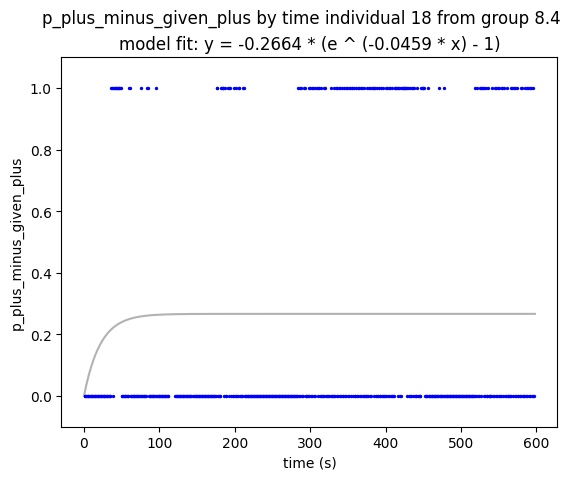 p_plus_minus_given_plus by time individual 18 from group 8.4
model fit: y = -0.2664 * (e ^ (-0.0459 * x) - 1)
1.0
0.8
0.6
0.4
0.2
0.0
p_plus_minus_given_plus
0 100 200 300 400 500 600
time (s)